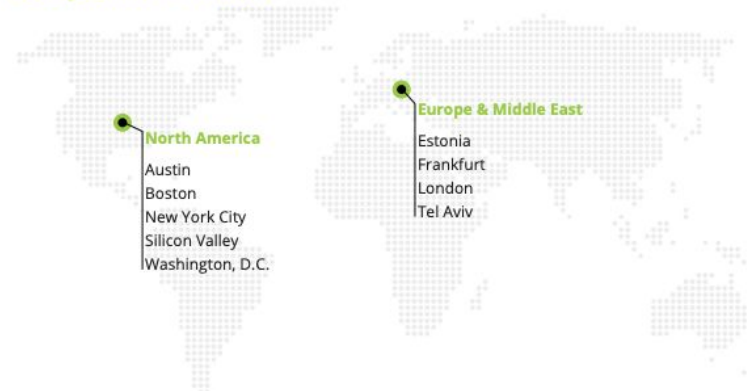 North America
Austin
Boston
New York City
Silicon Valley
Washington, D.C.
Europe & Middle East
Estonia
Frankfurt
London
Tel Aviv